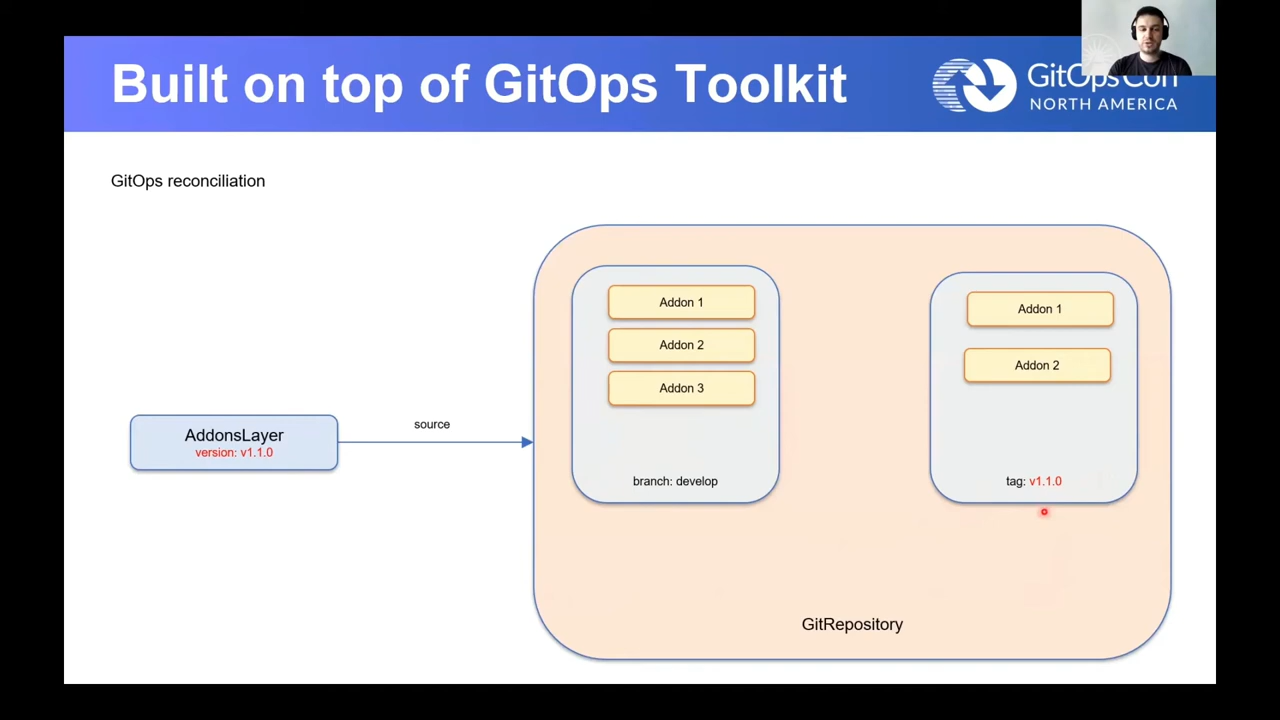 Built on top of GitOps Toolkit
GitOpsCon
NORTH AMERICA
GitOps reconciliation
Addon 1
Addon 2
Addon 3
branch: develop
Addon 1
Addon 2
tag: v1.1.0
AddonsLayer
version: v1.1.0
source
GitRepository